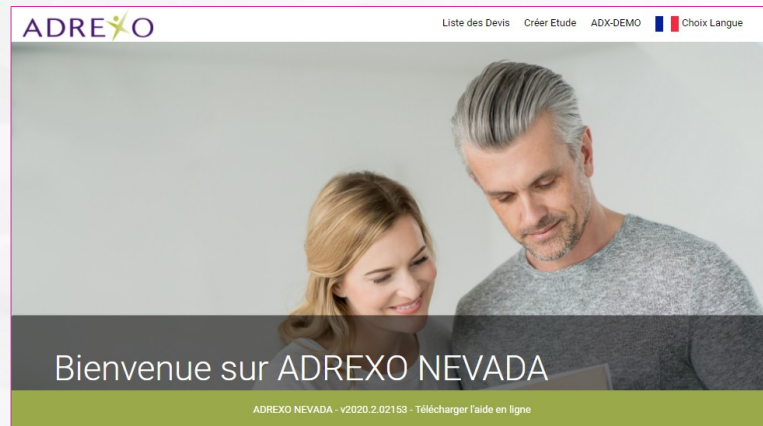 ADREXO
Liste des Devis Créer Etude ADX-DEMO Choix Langue
Bienvenue sur ADREXO NEVADA
ADREXO NEVADA - v2020.2.02153 - Télécharger l'aide en ligne